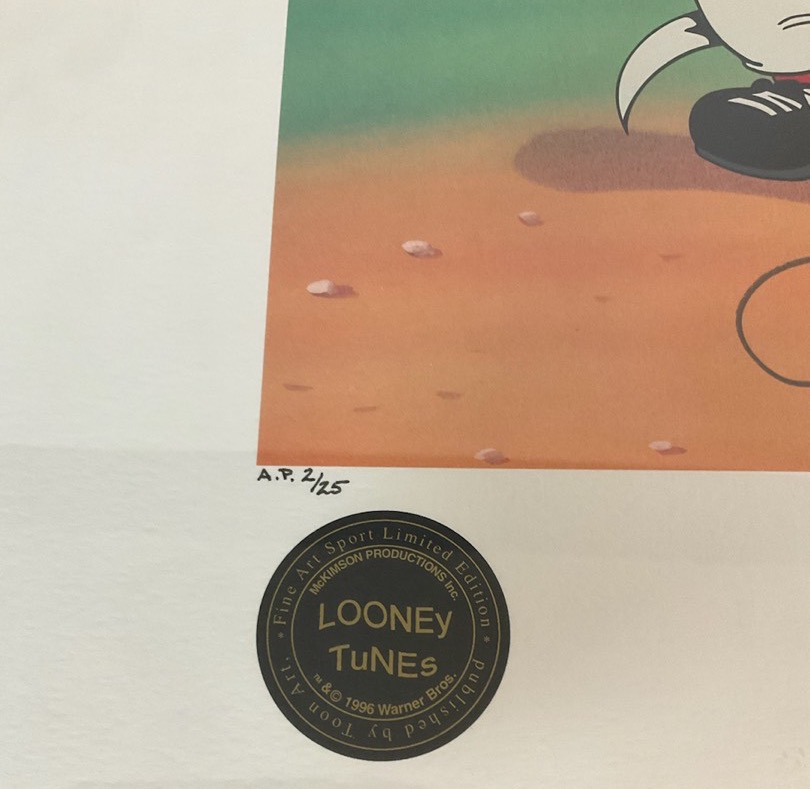 A.P. 2/25
• Fine Art Sport Limited Edition •
published by Toon Art.
McKIMSON PRODUCTIONS Inc.
LOONEy
TuNES
™ & © 1996 Warner Bros.